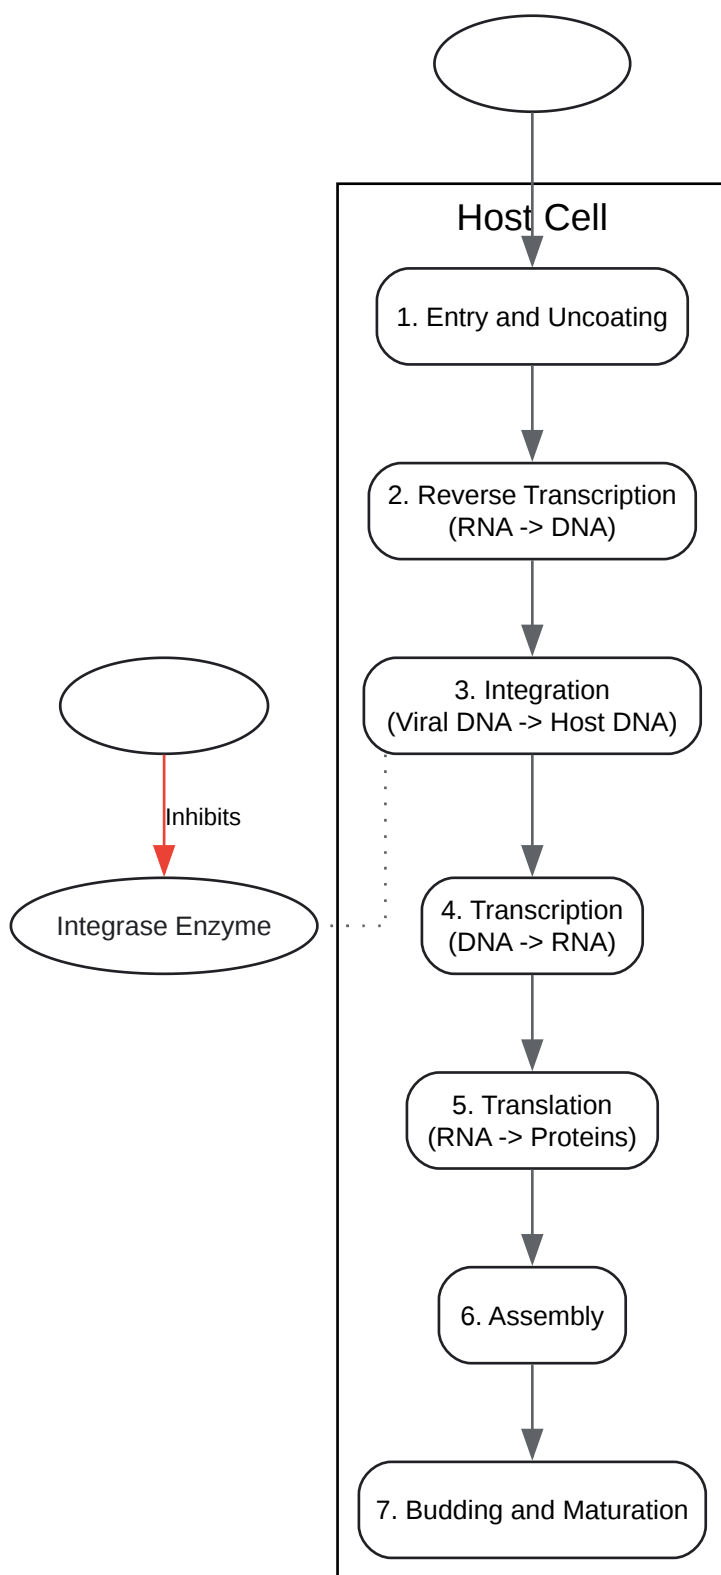 Host Cell
1. Entry and Uncoating
2. Reverse Transcription
(RNA -> DNA)
3. Integration
(Viral DNA -> Host DNA)
Inhibits
Integrase Enzyme
4. Transcription
(DNA -> RNA)
5. Translation
(RNA -> Proteins)
6. Assembly
7. Budding and Maturation